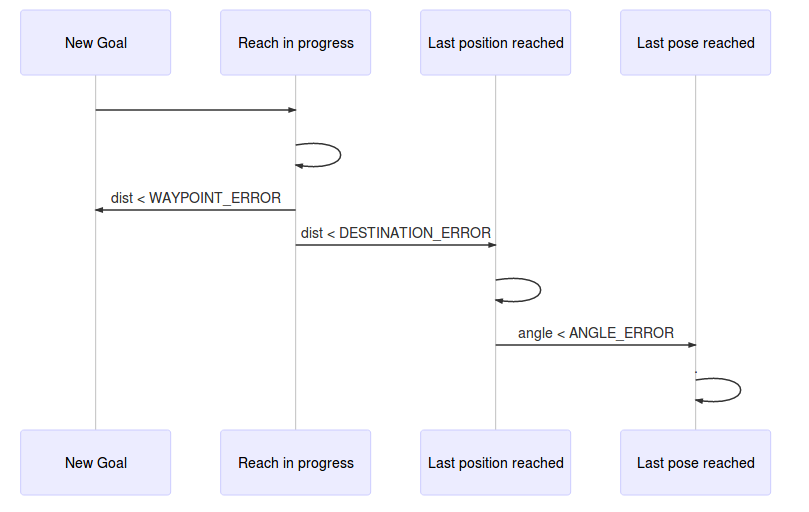 New Goal
Reach in progress
Last position reached
Last pose reached
dist < WAYPOINT_ERROR
dist < DESTINATION_ERROR
angle < ANGLE_ERROR
New Goal
Reach in progress
Last position reached
Last pose reached